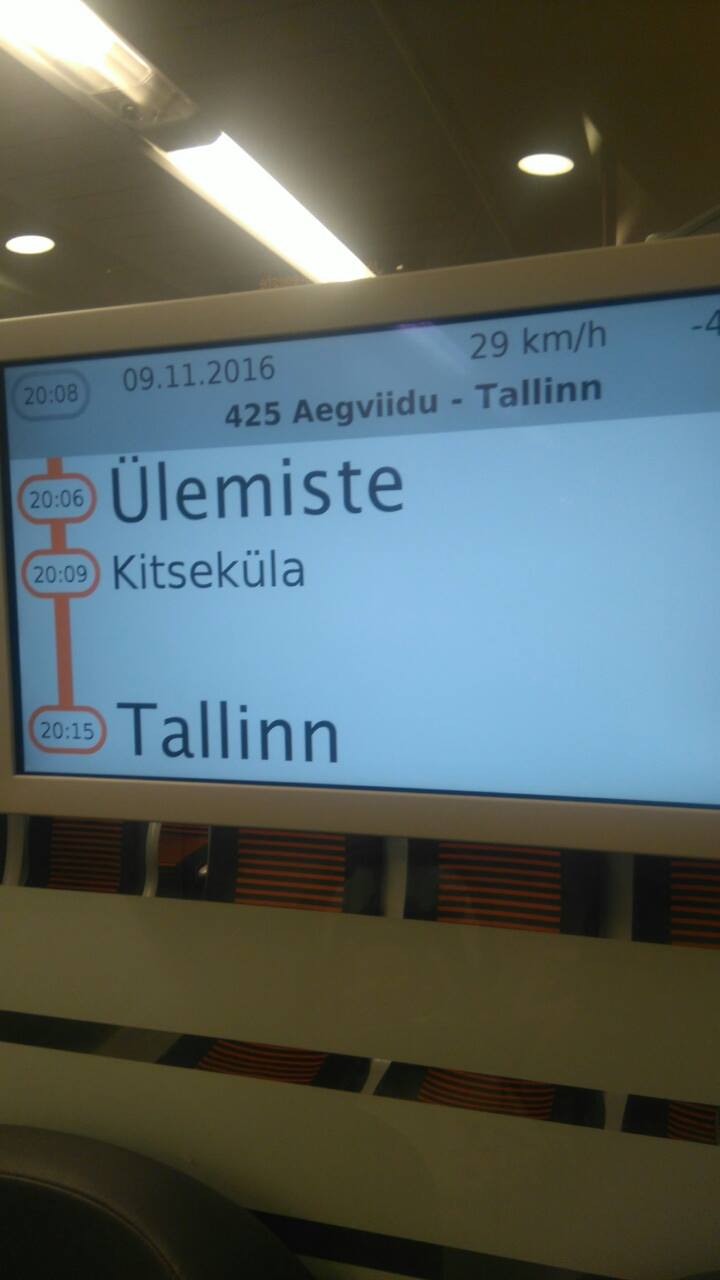 20:08 09.11.2016 29 km/h -4
425 Aegviidu - Tallinn
20:06 Ülemiste
20:09 Kitseküla
20:15 Tallinn